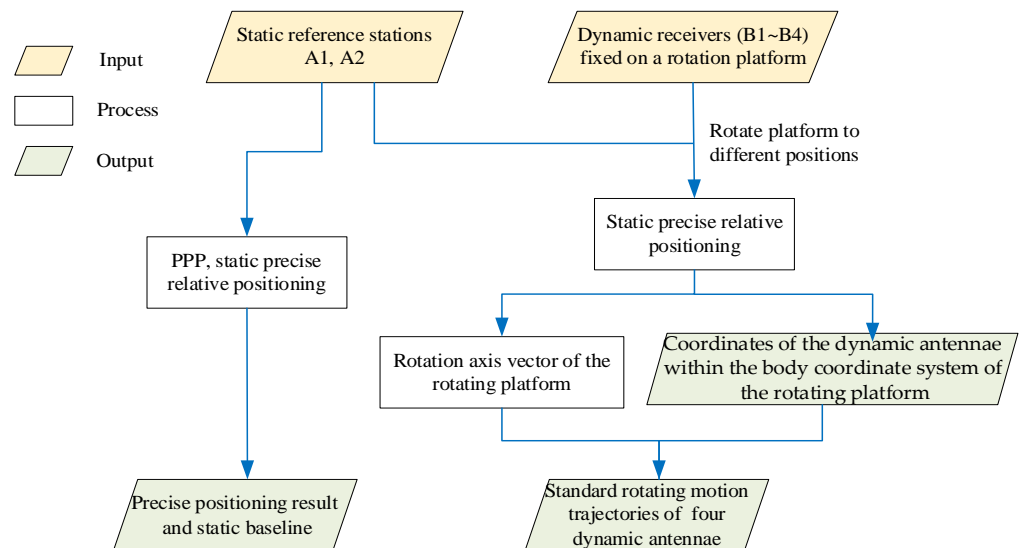 Input
Process
Output
Static reference stations
A1, A2
Dynamic receivers (B1~B4)
fixed on a rotation platform
Rotate platform to
different positions
PPP, static precise
relative positioning
Static precise relative
positioning
Rotation axis vector of the
rotating platform
Coordinates of the dynamic antennae
within the body coordinate system of
the rotating platform
Precise positioning result
and static baseline
Standard rotating motion
trajectories of four
dynamic antennae